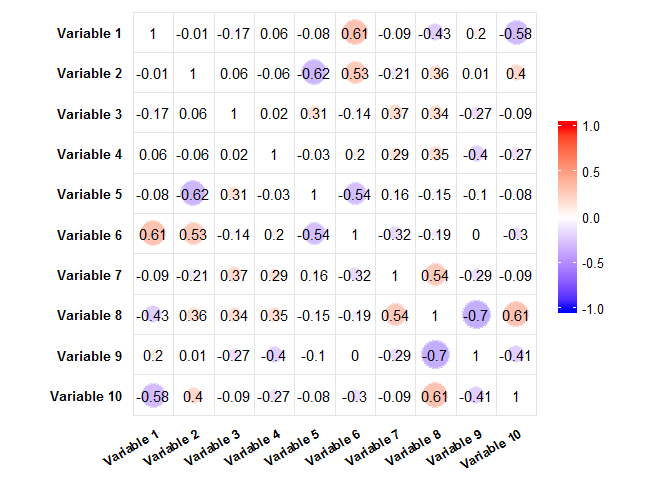 Variable 1 1 -0.01 -0.17 0.06 -0.08 0.61 -0.09 -0.43 0.2 -0.58
Variable 2 -0.01 1 0.06 -0.06 -0.62 0.53 -0.21 0.36 0.01 0.4
Variable 3 -0.17 0.06 1 0.02 0.31 -0.14 0.37 0.34 -0.27 -0.09
Variable 4 0.06 -0.06 0.02 1 -0.03 0.2 0.29 0.35 -0.4 -0.27
Variable 5 -0.08 -0.62 0.31 -0.03 1 -0.54 0.16 -0.15 -0.1 -0.08
Variable 6 0.61 0.53 -0.14 0.2 -0.54 1 -0.32 -0.19 0 -0.3
Variable 7 -0.09 -0.21 0.37 0.29 0.16 -0.32 1 0.54 -0.29 -0.09
Variable 8 -0.43 0.36 0.34 0.35 -0.15 -0.19 0.54 1 -0.7 0.61
Variable 9 0.2 0.01 -0.27 -0.4 -0.1 0 -0.29 -0.7 1 -0.41
Variable 10 -0.58 0.4 -0.09 -0.27 -0.08 -0.3 -0.09 0.61 -0.41 1
Variable 1 Variable 2 Variable 3 Variable 4 Variable 5 Variable 6 Variable 7 Variable 8 Variable 9 Variable 10
1.0
0.5
0.0
-0.5
-1.0